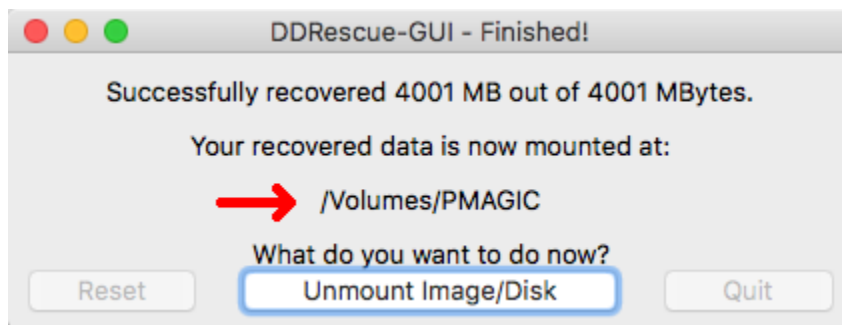 DDRescue-GUI - Finished!
Successfully recovered 4001 MB out of 4001 MBytes.
Your recovered data is now mounted at:
/Volumes/PMAGIC
What do you want to do now?
Reset Unmount Image/Disk Quit